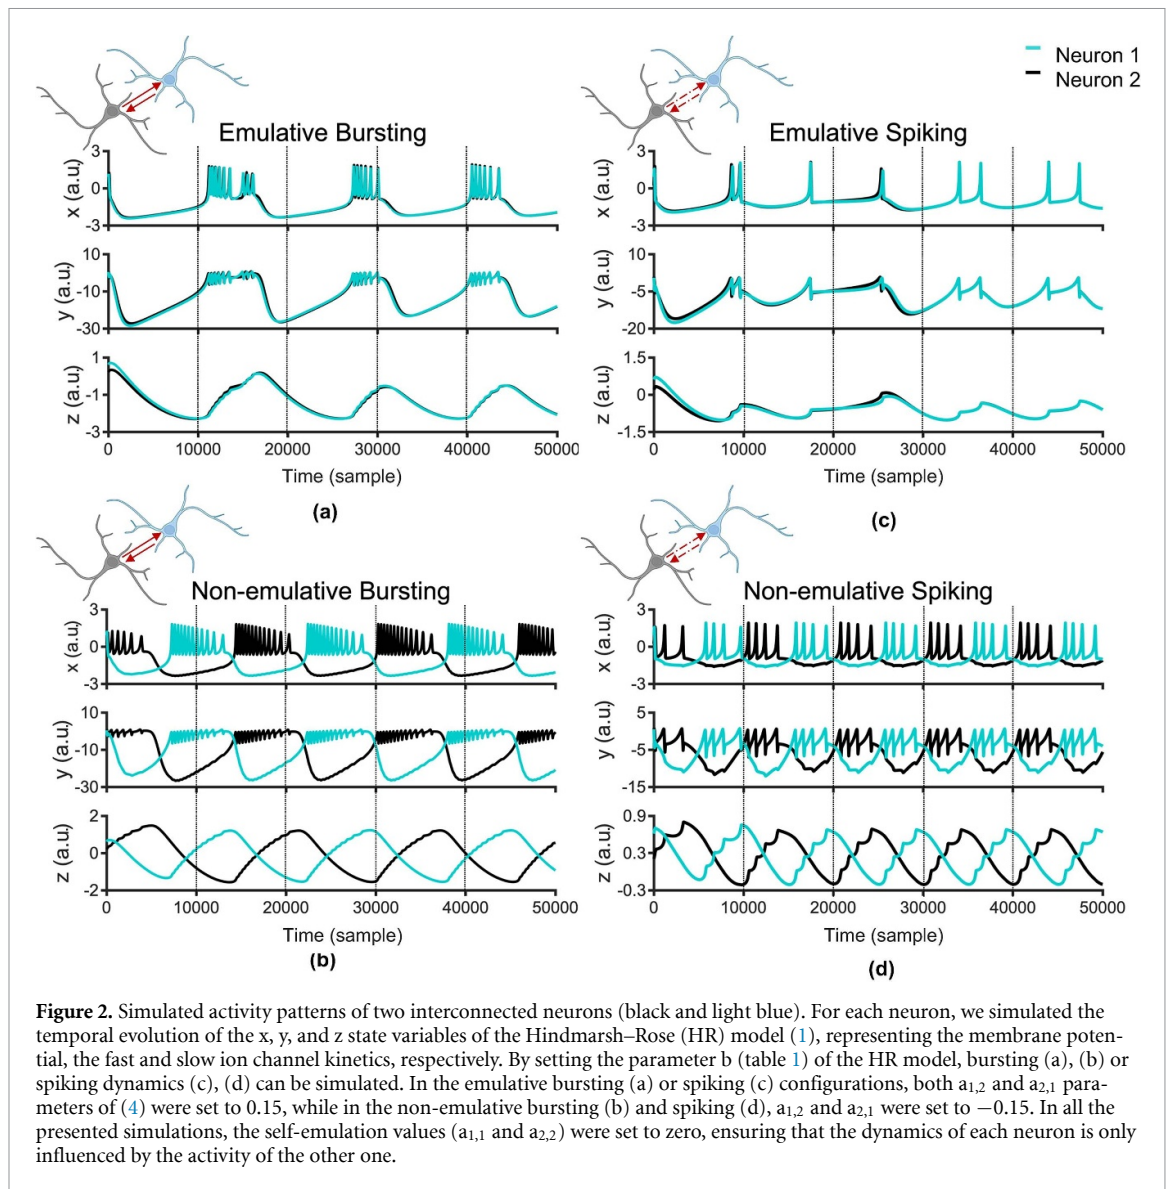 Neuron 1
Neuron 2
Emulative Bursting
3
0
-3
x (a.u.)
10
-10
-30
y (a.u.)
1
-1
-3
z (a.u.)
0 10000 20000 30000 40000 50000
Time (sample)
(a)
Emulative Spiking
3
0
-3
x (a.u.)
10
-5
-20
y (a.u.)
1.5
0
-1.5
z (a.u.)
0 10000 20000 30000 40000 50000
Time (sample)
(c)
Non-emulative Bursting
3
0
-3
x (a.u.)
10
-10
-30
y (a.u.)
2
0
-2
z (a.u.)
0 10000 20000 30000 40000 50000
Time (sample)
(b)
Non-emulative Spiking
3
0
-3
x (a.u.)
5
-5
-15
y (a.u.)
0.9
0.3
-0.3
z (a.u.)
0 10000 20000 30000 40000 50000
Time (sample)
(d)
Figure 2. Simulated activity patterns of two interconnected neurons (black and light blue). For each neuron, we simulated the
temporal evolution of the x, y, and z state variables of the Hindmarsh–Rose (HR) model (1), representing the membrane poten-
tial, the fast and slow ion channel kinetics, respectively. By setting the parameter b (table 1) of the HR model, bursting (a), (b) or
spiking dynamics (c), (d) can be simulated. In the emulative bursting (a) or spiking (c) configurations, both a1,2 and a2,1 para-
meters of (4) were set to 0.15, while in the non-emulative bursting (b) and spiking (d), a1,2 and a2,1 were set to −0.15. In all the
presented simulations, the self-emulation values (a1,1 and a2,2) were set to zero, ensuring that the dynamics of each neuron is only
influenced by the activity of the other one.